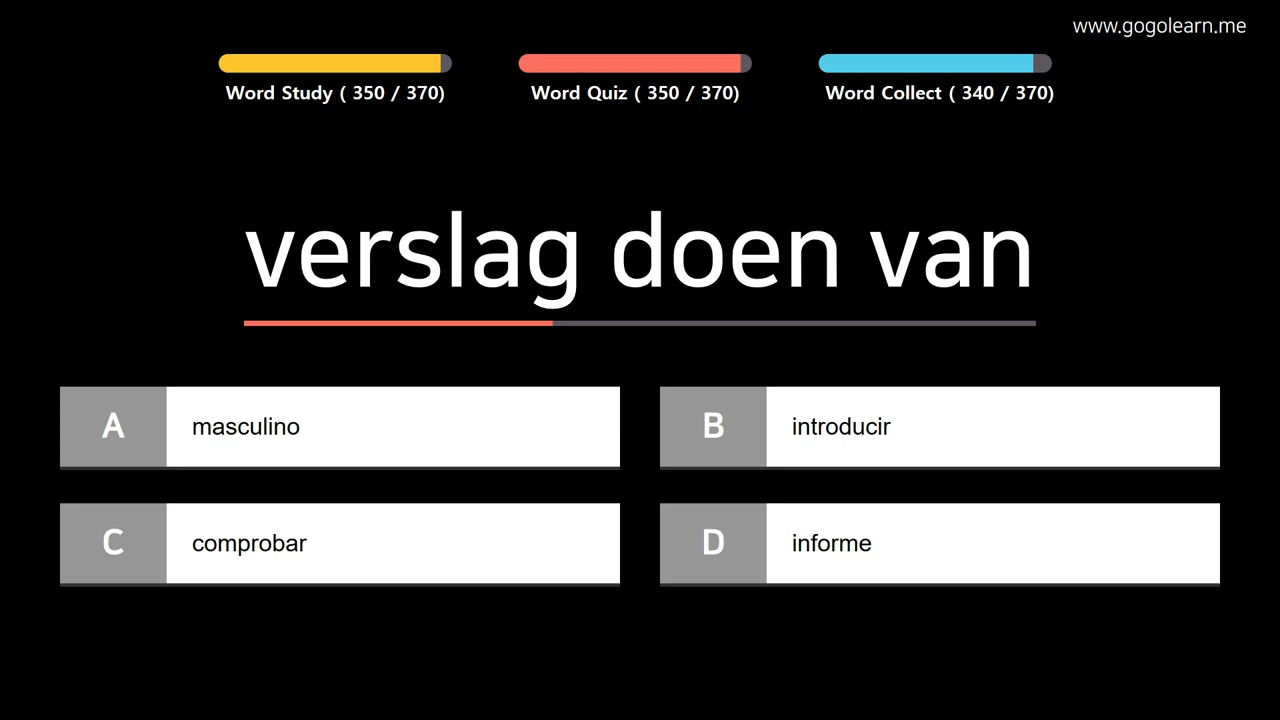 www.gogolearn.me
Word Study ( 350 / 370)
Word Quiz ( 350 / 370)
Word Collect ( 340 / 370)
verslag doen van
A masculino
B introducir
C comprobar
D informe